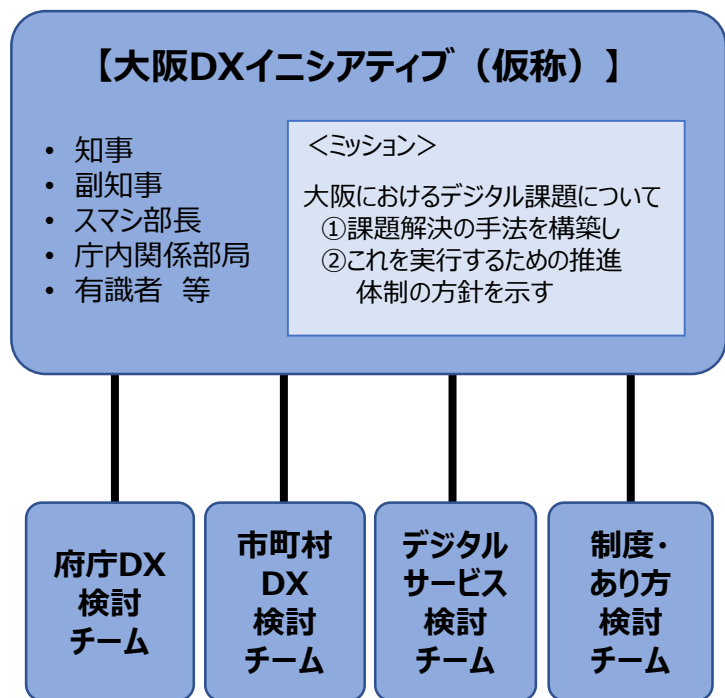 【大阪DXイニシアティブ（仮称）】
• 知事
• 副知事
• スマシ部長
• 庁内関係部局
• 有識者 等
＜ミッション＞
大阪におけるデジタル課題について
①課題解決の手法を構築し
②これを実行するための推進
体制の方針を示す
府庁DX
検討
チーム
市町村
DX
検討
チーム
デジタル
サービス
検討
チーム
制度・
あり方
検討
チーム